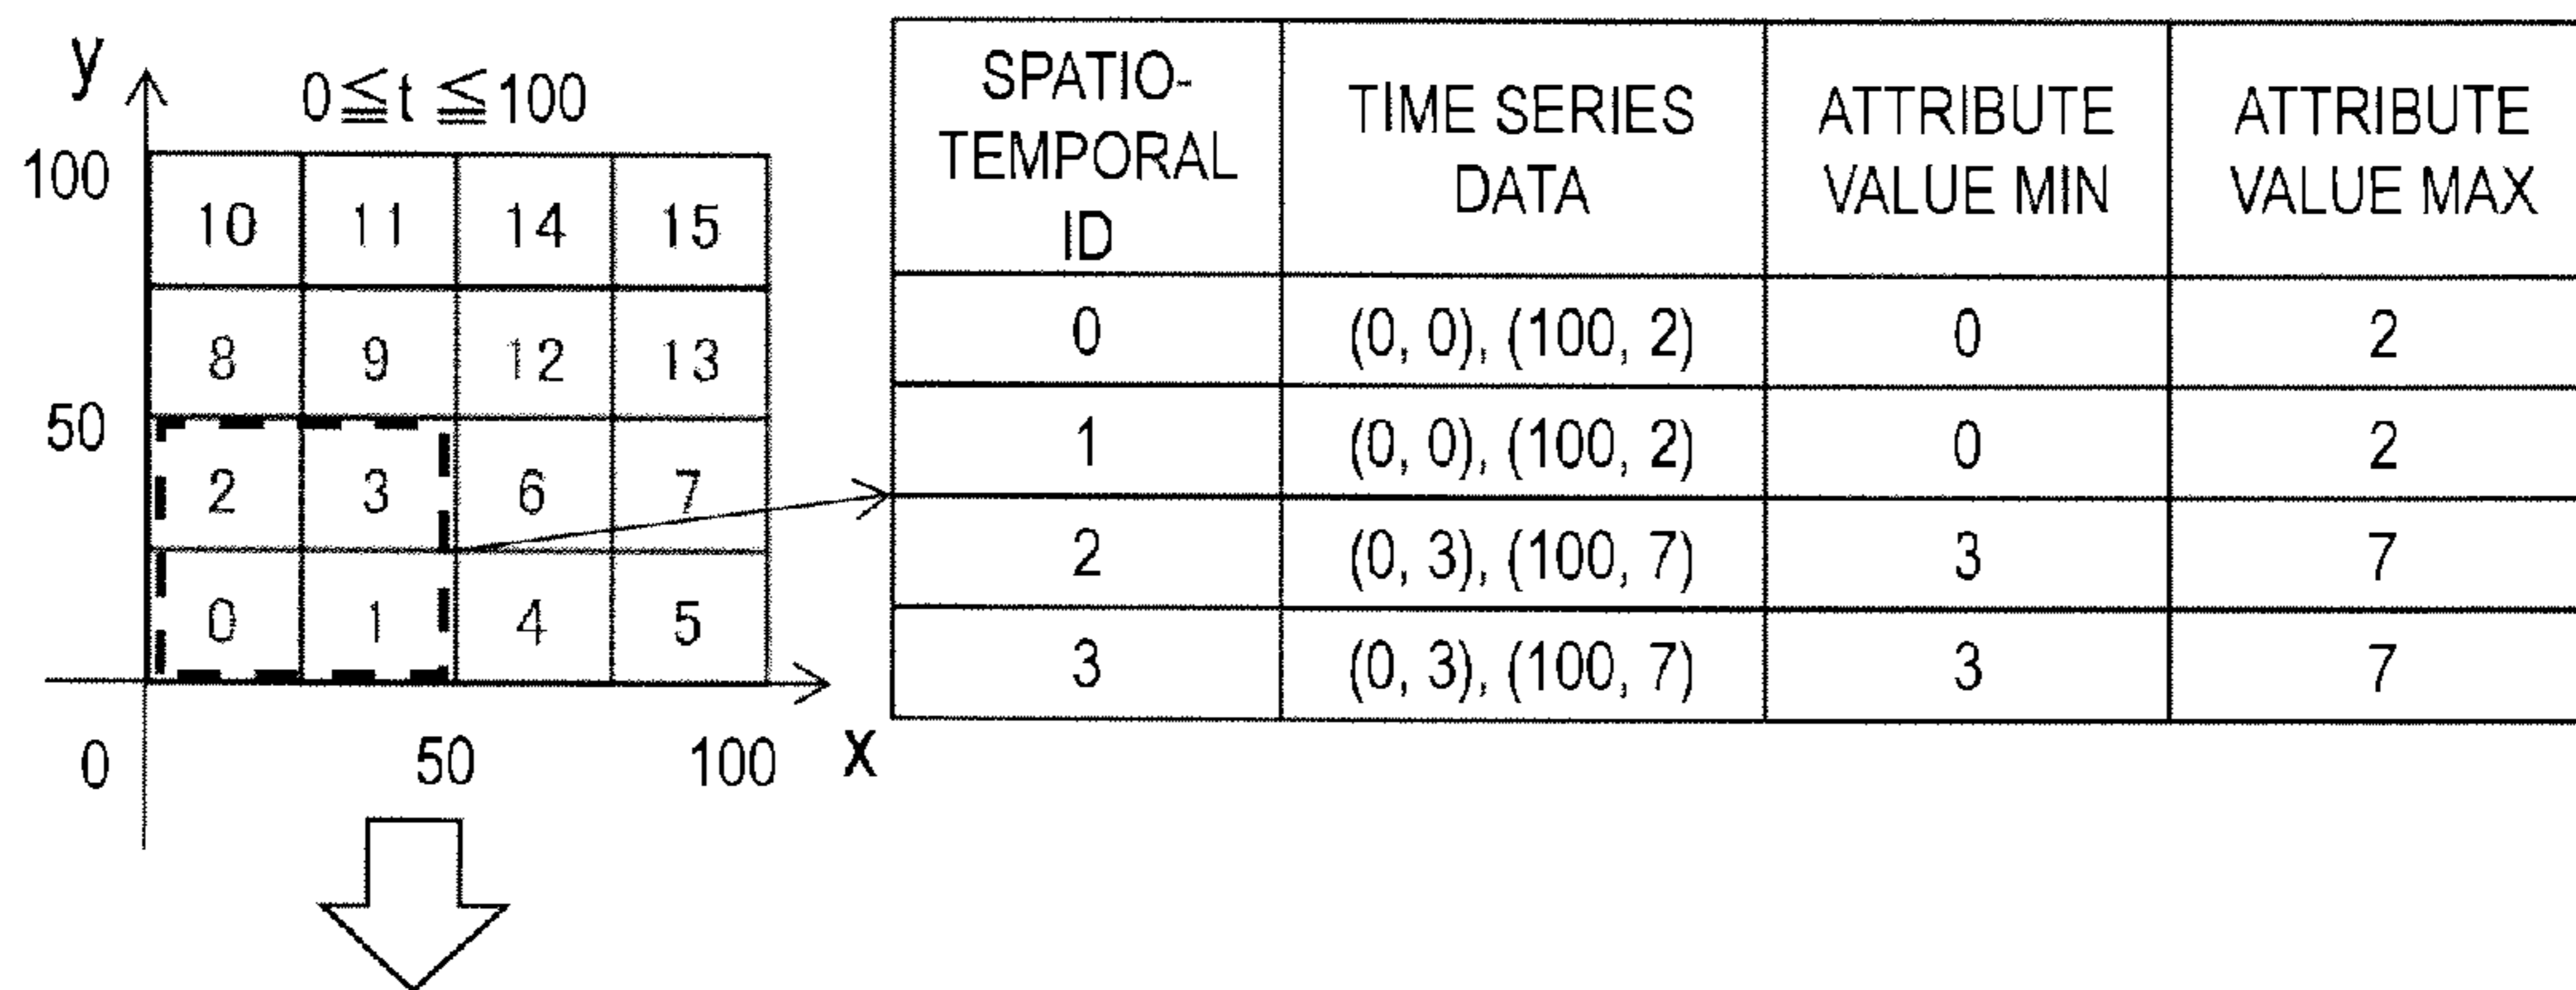 y
0≦t≦100
100
10 11 14 15
8 9 12 13
50
2 3 6 7
0 1 4 5
0 50 100 x
SPATIO-TEMPORAL ID | TIME SERIES DATA | ATTRIBUTE VALUE MIN | ATTRIBUTE VALUE MAX
0 | (0, 0), (100, 2) | 0 | 2
1 | (0, 0), (100, 2) | 0 | 2
2 | (0, 3), (100, 7) | 3 | 7
3 | (0, 3), (100, 7) | 3 | 7